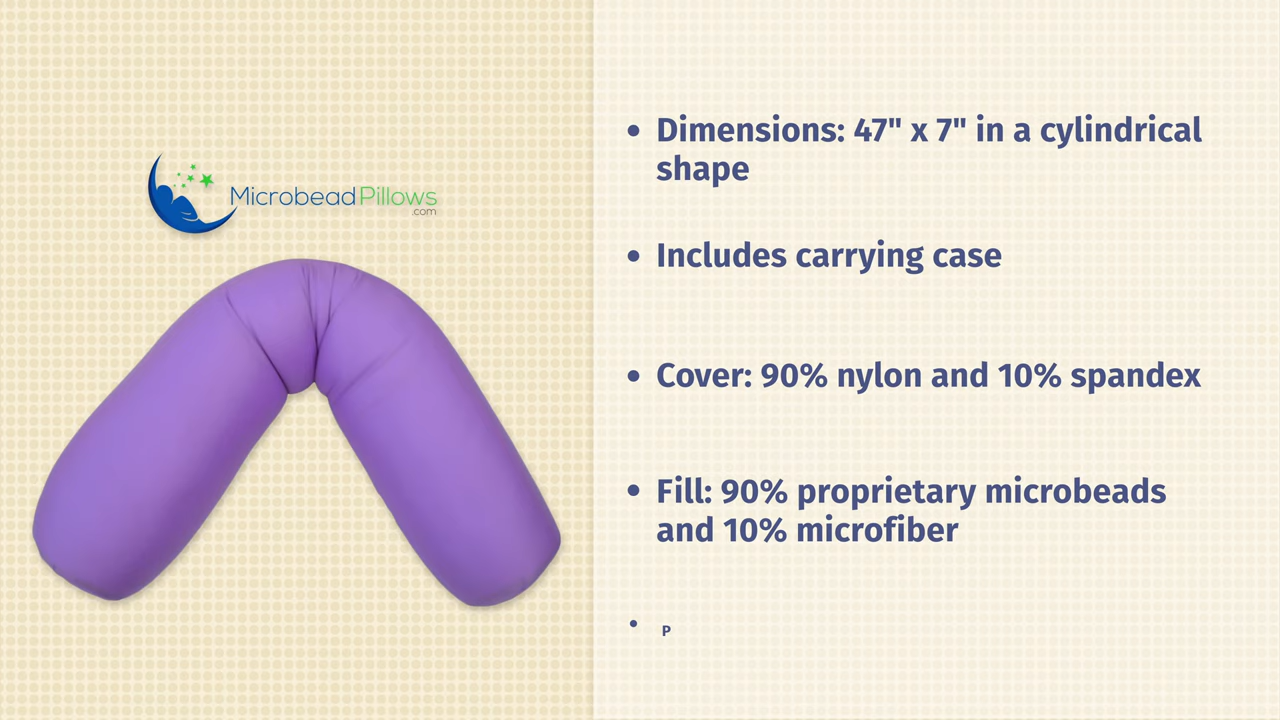 MicrobeadPillows
.com
• Dimensions: 47" x 7" in a cylindrical
shape
• Includes carrying case
• Cover: 90% nylon and 10% spandex
• Fill: 90% proprietary microbeads
and 10% microfiber
• P